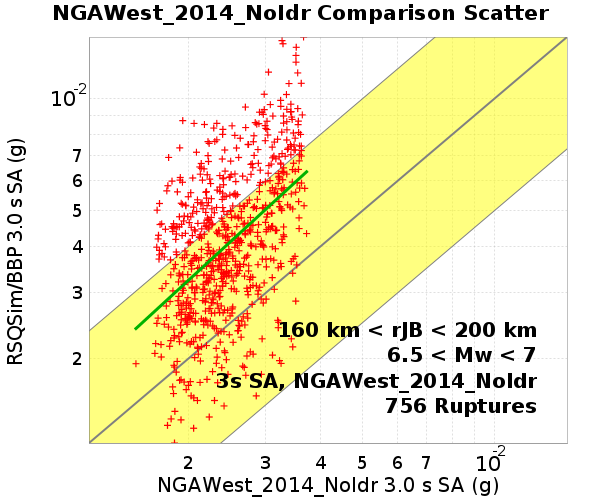 NGAWest_2014_NoIdr Comparison Scatter
10-2
7
6
5
4
3
2
RSQSim/BBP 3.0 s SA (g)
160 km < rJB < 200 km
6.5 < Mw < 7
3s SA, NGAWest_2014_NoIdr
756 Ruptures
2 3 4 5 6 7 10-2
NGAWest_2014_NoIdr 3.0 s SA (g)